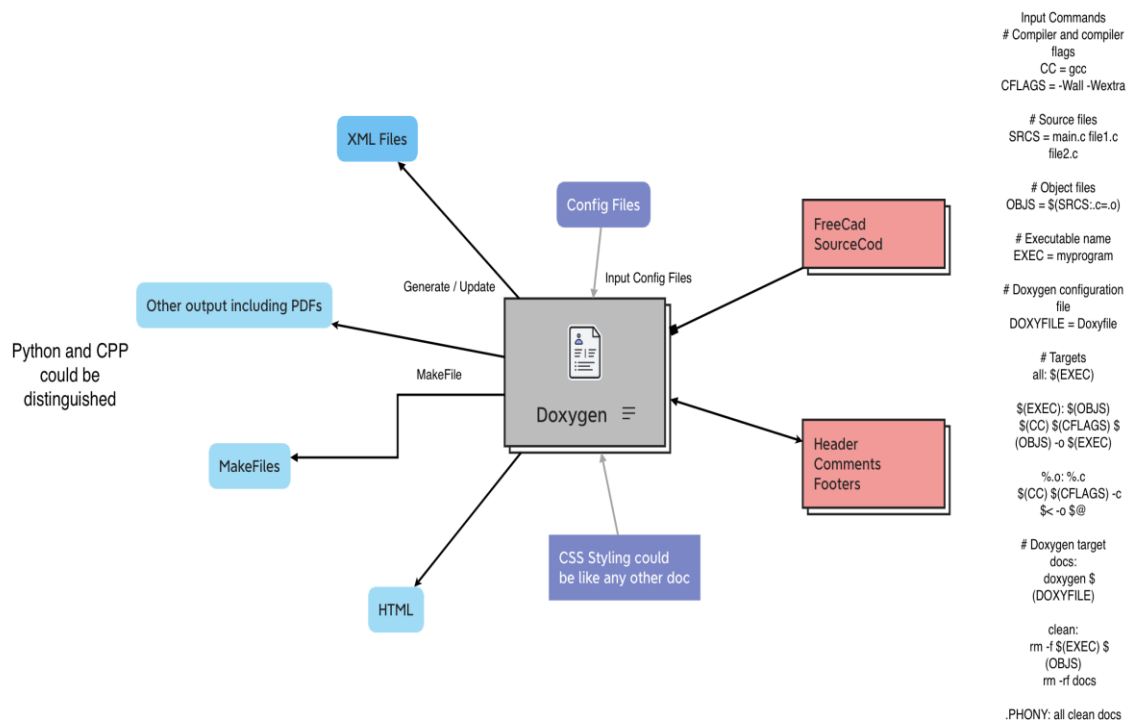 XML Files
Config Files
FreeCad
SourceCod
Generate / Update
Input Config Files
Other output including PDFs
Python and CPP
could be
distinguished
MakeFile
Doxygen
MakeFiles
Header
Comments
Footers
CSS Styling could
be like any other doc
HTML
Input Commands
# Compiler and compiler
flags
CC = gcc
CFLAGS = -Wall -Wextra
# Source files
SRCS = main.c file1.c
file2.c
# Object files
OBJS = $(SRCS:.c=.o)
# Executable name
EXEC = myprogram
# Doxygen configuration
file
DOXYFILE = Doxyfile
# Targets
all: $(EXEC)
$(EXEC): $(OBJS)
$(CC) $(CFLAGS) $
(OBJS) -o $(EXEC)
%.o: %.c
$(CC) $(CFLAGS) -c
$< -o $@
# Doxygen target
docs:
doxygen $
(DOXYFILE)
clean:
rm -f $(EXEC) $
(OBJS)
rm -rf docs
.PHONY: all clean docs